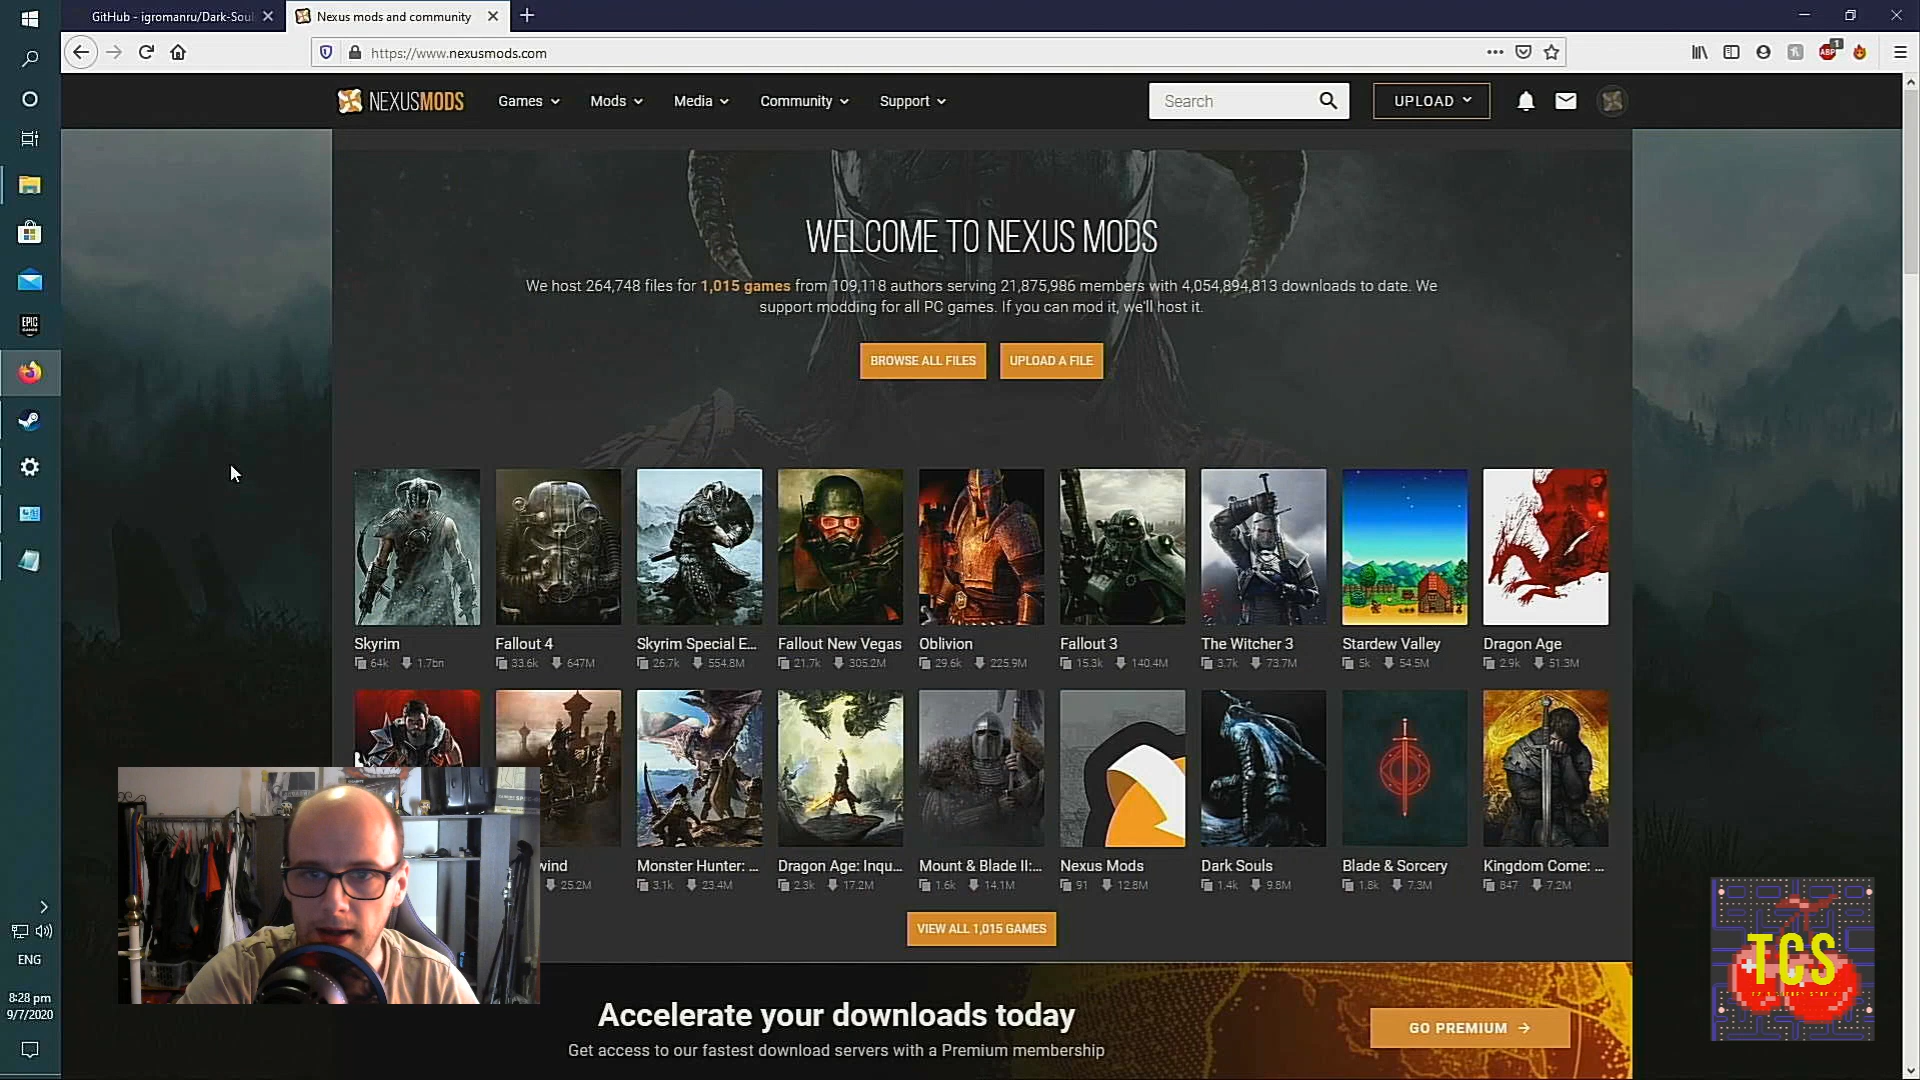 GitHub - igromanru/Dark-Soul
Nexus mods and community
https://www.nexusmods.com
ABP
1
NEXUSMODS
Games
Mods
Media
Community
Support
Search
UPLOAD
WELCOME TO NEXUS MODS
We host 264,748 files for 1,015 games from 109,118 authors serving 21,875,986 members with 4,054,894,813 downloads to date. We
support modding for all PC games. If you can mod it, we'll host it.
BROWSE ALL FILES
UPLOAD A FILE
EPIC
GAMES
Skyrim
64k 1.7bn
Fallout 4
33.6k 647M
Skyrim Special E...
26.7k 554.8M
Fallout New Vegas
21.7k 305.2M
Oblivion
29.6k 225.9M
Fallout 3
15.3k 140.4M
The Witcher 3
3.7k 73.7M
Stardew Valley
5k 54.5M
Dragon Age
2.9k 51.3M
wind
25.2M
Monster Hunter: ...
3.1k 23.4M
Dragon Age: Inqu...
2.3k 17.2M
Mount & Blade II:...
1.6k 14.1M
Nexus Mods
91 12.8M
Dark Souls
1.4k 9.8M
Blade & Sorcery
1.8k 7.3M
Kingdom Come: ...
847 7.2M
VIEW ALL 1,015 GAMES
Accelerate your downloads today
Get access to our fastest download servers with a Premium membership
GO PREMIUM
TCS
ENG
8:28 pm
9/7/2020